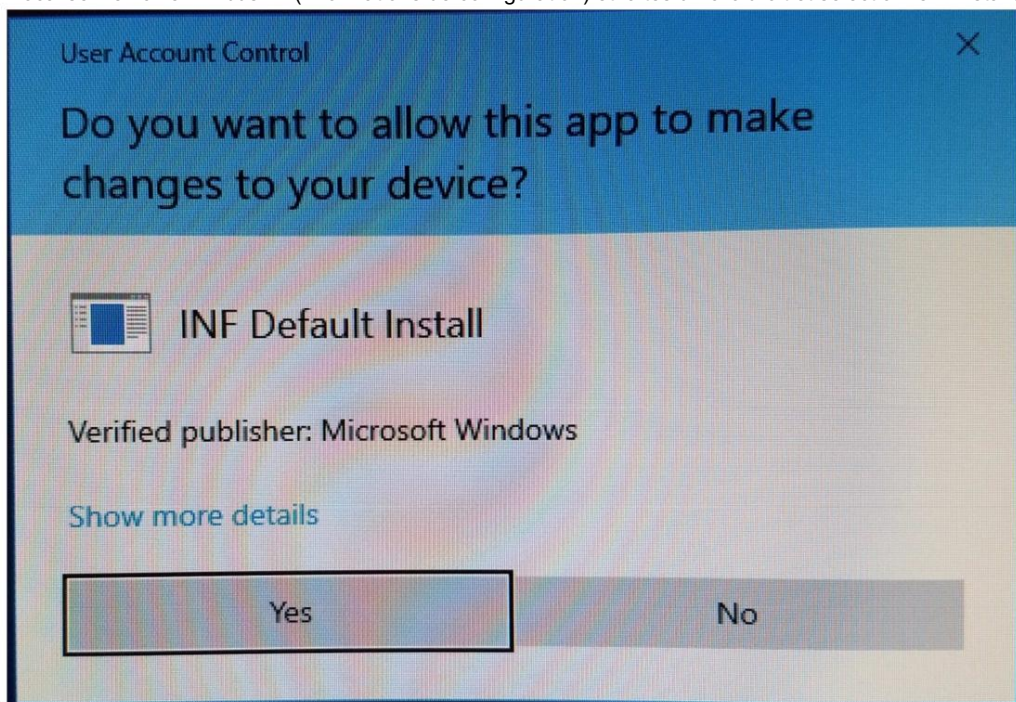 User Account Control
Do you want to allow this app to make
changes to your device?
INF Default Install
Verified publisher: Microsoft Windows
Show more details
Yes
No